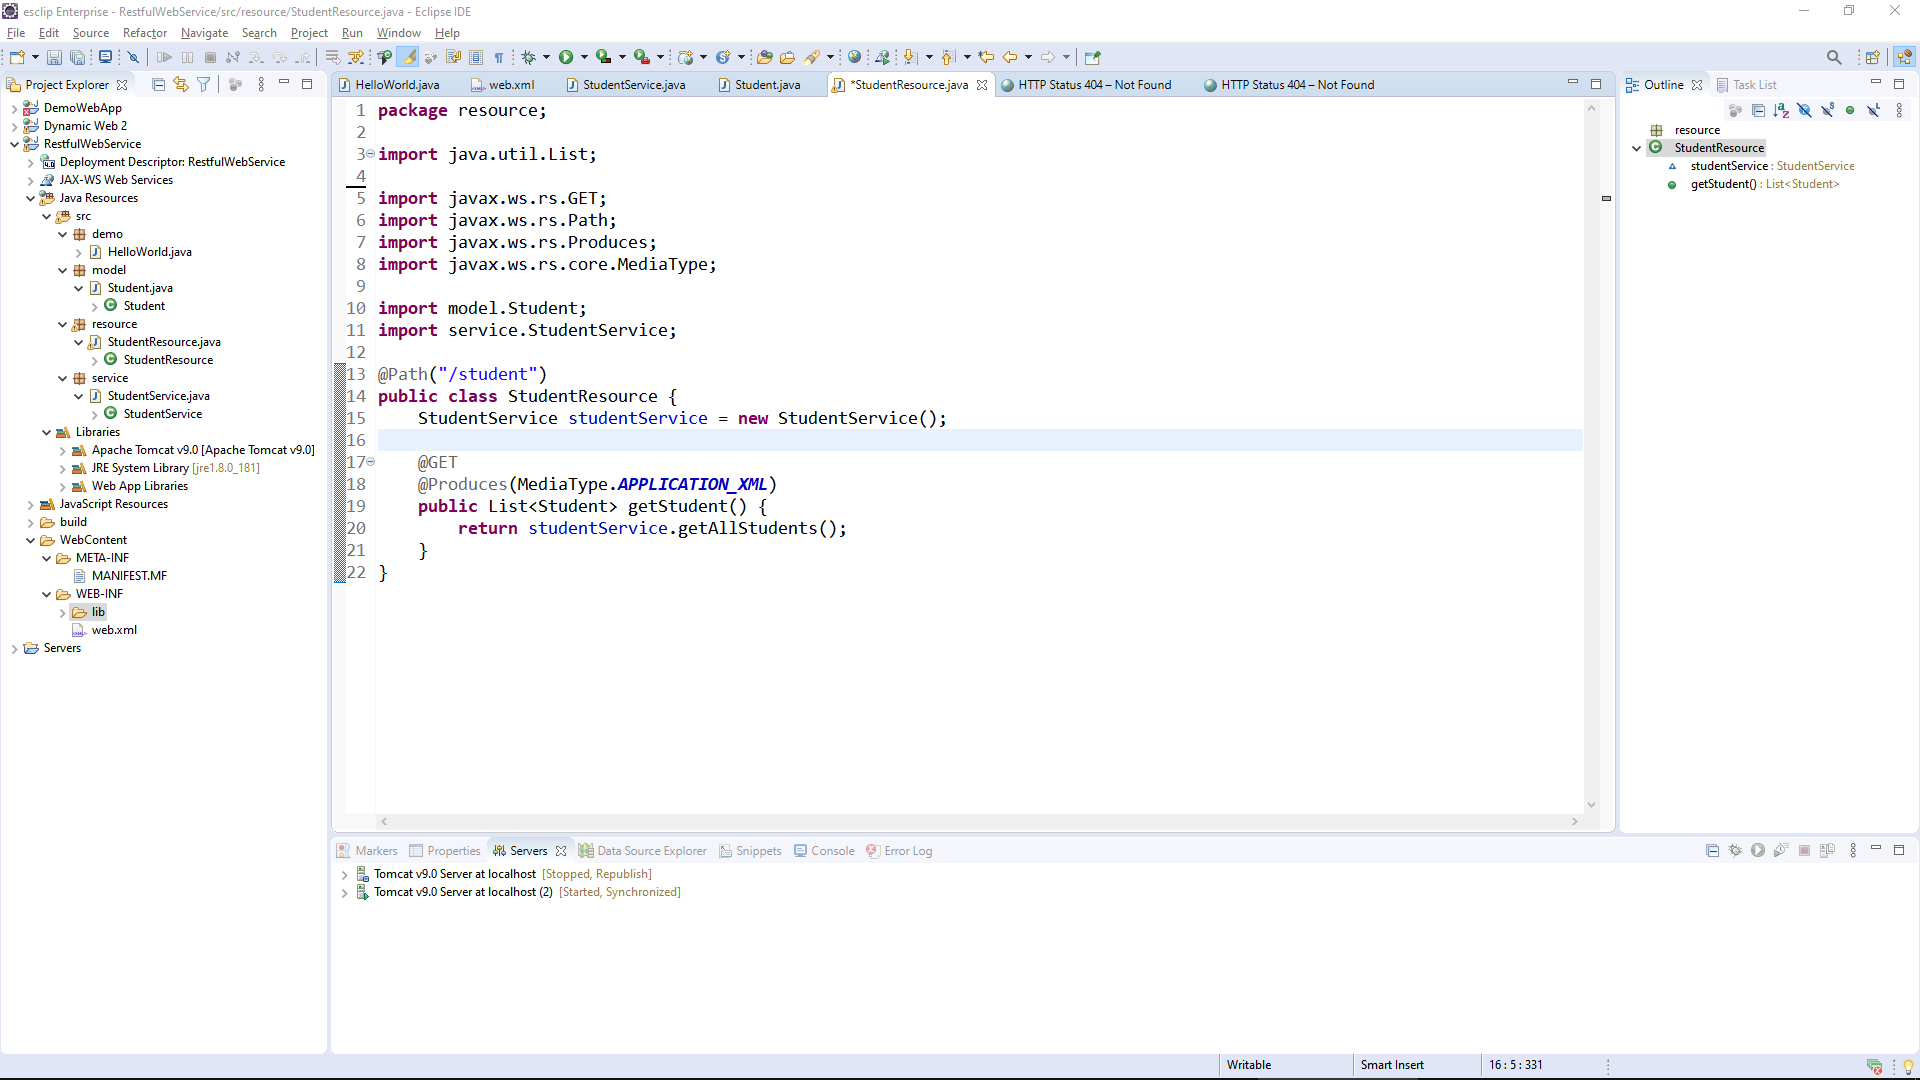 esclip Enterprise - RestfulWebService/src/resource/StudentResource.java - Eclipse IDE
File Edit Source Refactor Navigate Search Project Run Window Help
Project Explorer
HelloWorld.java web.xml StudentService.java Student.java *StudentResource.java HTTP Status 404 – Not Found HTTP Status 404 – Not Found
Outline Task List
DemoWebApp
Dynamic Web 2
RestfulWebService
Deployment Descriptor: RestfulWebService
JAX-WS Web Services
Java Resources
src
demo
HelloWorld.java
model
Student.java
Student
resource
StudentResource.java
StudentResource
service
StudentService.java
StudentService
Libraries
Apache Tomcat v9.0 [Apache Tomcat v9.0]
JRE System Library [jre1.8.0_181]
Web App Libraries
JavaScript Resources
build
WebContent
META-INF
MANIFEST.MF
WEB-INF
lib
web.xml
Servers
1 package resource;
2
3 import java.util.List;
4
5 import javax.ws.rs.GET;
6 import javax.ws.rs.Path;
7 import javax.ws.rs.Produces;
8 import javax.ws.rs.core.MediaType;
9
10 import model.Student;
11 import service.StudentService;
12
13 @Path("/student")
14 public class StudentResource {
15 StudentService studentService = new StudentService();
16
17 @GET
18 @Produces(MediaType.APPLICATION_XML)
19 public List<Student> getStudent() {
20 return studentService.getAllStudents();
21 }
22 }
resource
StudentResource
studentService : StudentService
getStudent() : List<Student>
Markers Properties Servers Data Source Explorer Snippets Console Error Log
Tomcat v9.0 Server at localhost [Stopped, Republish]
Tomcat v9.0 Server at localhost (2) [Started, Synchronized]
Writable Smart Insert 16 : 5 : 331